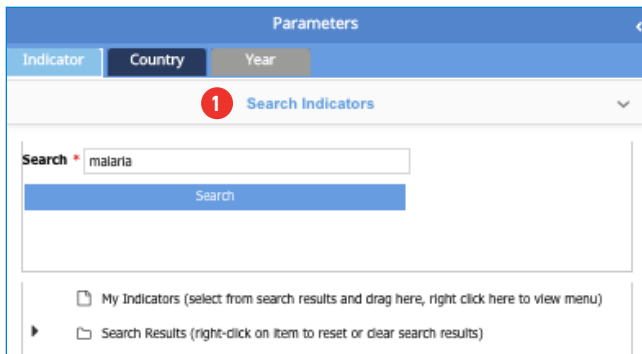 Parameters
Indicator Country Year
1 Search Indicators
Search * malaria
Search
My Indicators (select from search results and drag here, right click here to view menu)
Search Results (right-click on item to reset or clear search results)